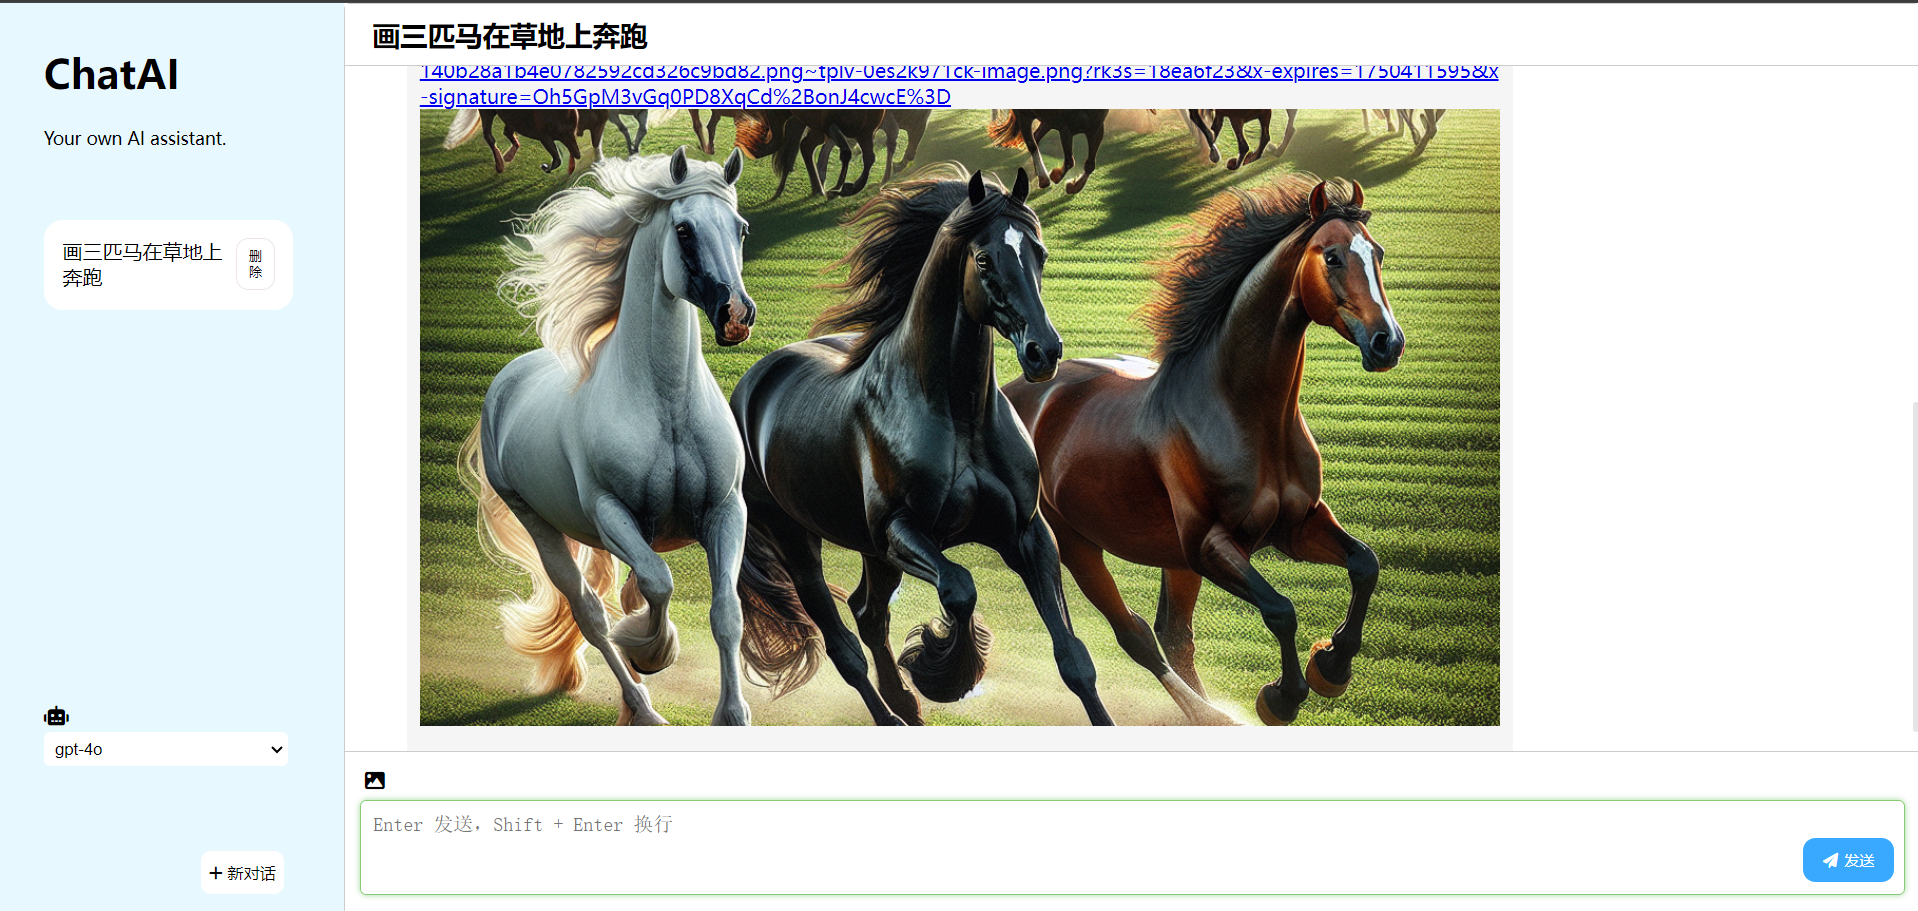 ChatAI
Your own AI assistant.
画三匹马在草地上
奔跑
删
除
gpt-4o
新对话
画三匹马在草地上奔跑
140b28a1b4e0782592cd326c9bd82.png~tplv-0es2k971ck-image.png?rk3s=18ea6f23&x-expires=1750411595&x
-signature=Oh5GpM3vGq0PD8XqCd%2BonJ4cwcE%3D
Enter 发送，Shift + Enter 换行
发送